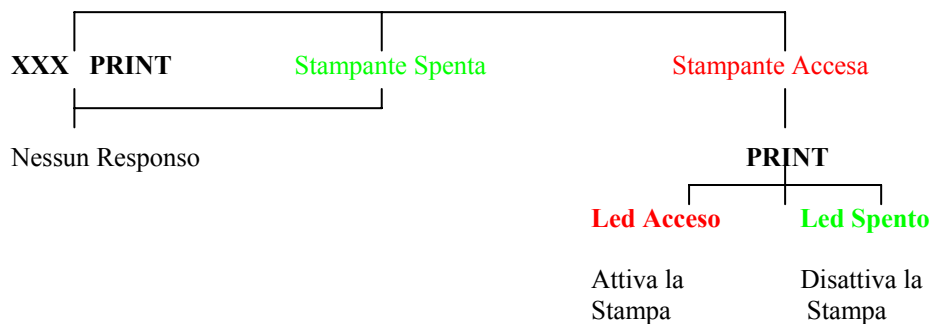 XXX PRINT
Stampante Spenta
Stampante Accesa
Nessun Responso
PRINT
Led Acceso
Led Spento
Attiva la
Stampa
Disattiva la
Stampa